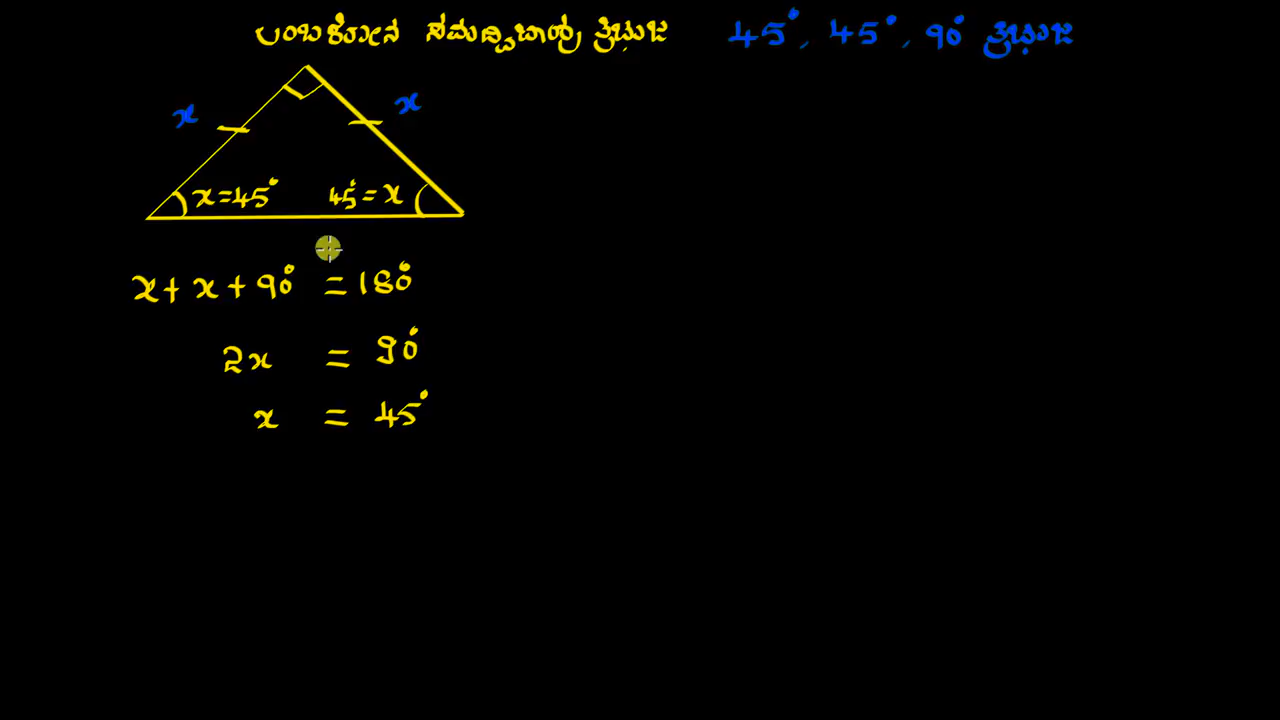 ಲಂಬಕೋನ ಸಮದ್ವಿಬಾಹು ತ್ರಿಭುಜ 45°, 45°, 90° ತ್ರಿಭುಜ
x x
x=45° 45°=x
x + x + 90° = 180°
2x = 90°
x = 45°